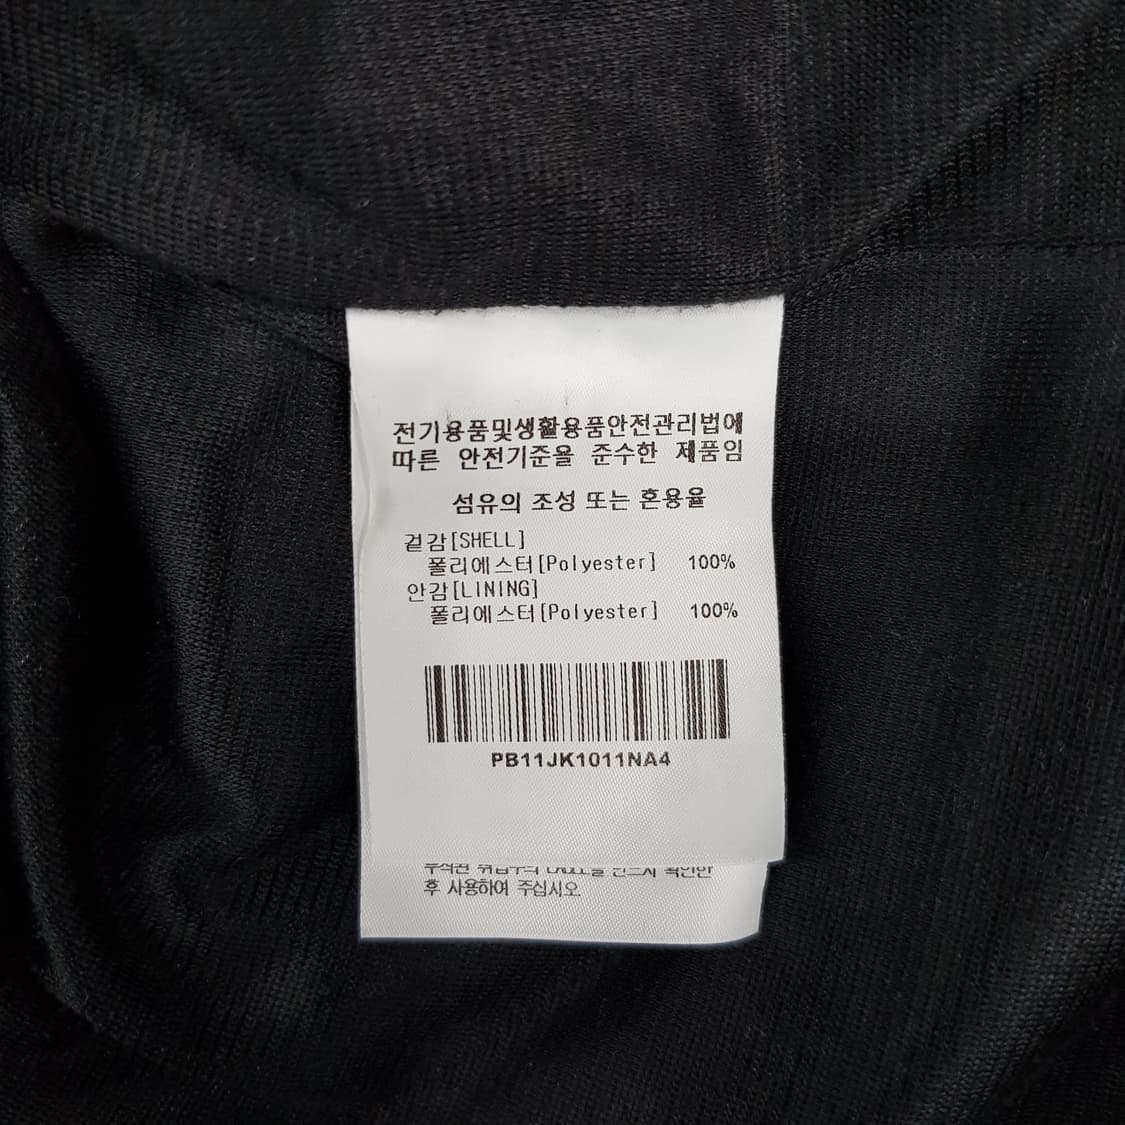 전기용품및생활용품안전관리법에
따른 안전기준을 준수한 제품임
섬유의 조성 또는 혼용율
겉감[SHELL]
폴리에스터[Polyester] 100%
안감[LINING]
폴리에스터[Polyester] 100%
PB11JK1011NA4
확인한
후 사용하여 주십시오